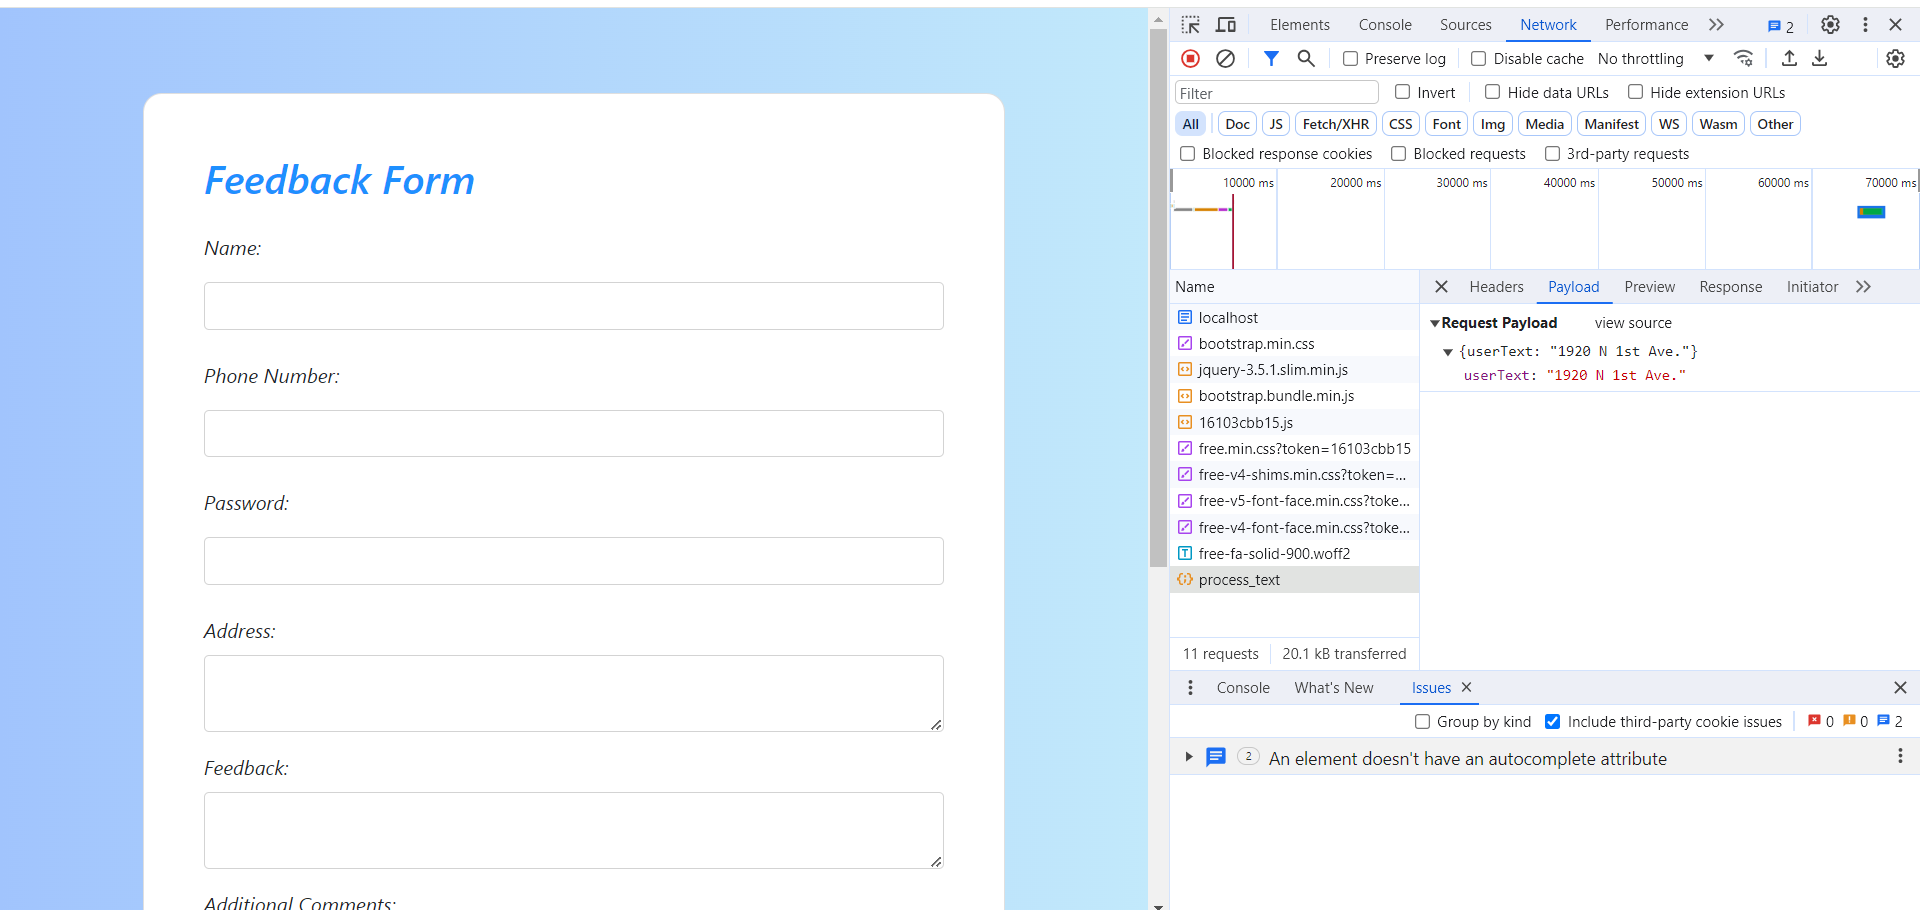 Feedback Form
Name:
Phone Number:
Password:
Address:
Feedback:
Additional Comments:
Elements Console Sources Network Performance 2
Preserve log Disable cache No throttling
Filter Invert Hide data URLs Hide extension URLs
All Doc JS Fetch/XHR CSS Font Img Media Manifest WS Wasm Other
Blocked response cookies Blocked requests 3rd-party requests
10000 ms 20000 ms 30000 ms 40000 ms 50000 ms 60000 ms 70000 ms
Name
localhost
bootstrap.min.css
jquery-3.5.1.slim.min.js
bootstrap.bundle.min.js
16103cbb15.js
free.min.css?token=16103cbb15
free-v4-shims.min.css?token=...
free-v5-font-face.min.css?toke...
free-v4-font-face.min.css?toke...
free-fa-solid-900.woff2
process_text
11 requests 20.1 kB transferred
Headers Payload Preview Response Initiator
Request Payload view source
{userText: "1920 N 1st Ave."}
userText: "1920 N 1st Ave."
Console What's New Issues
Group by kind Include third-party cookie issues 0 0 2
2 An element doesn't have an autocomplete attribute